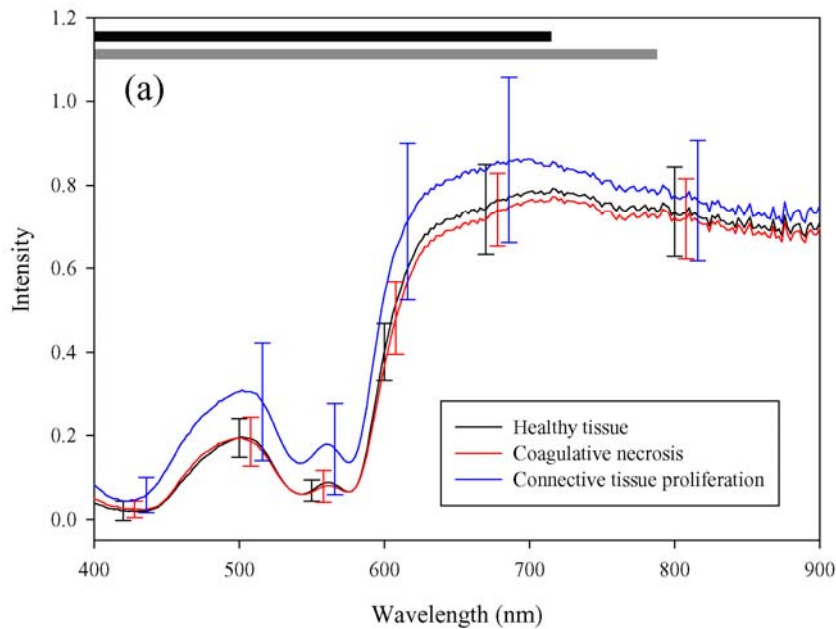 1.2
1.0
0.8
0.6
0.4
0.2
0.0
(a)
Intensity
Healthy tissue
Coagulative necrosis
Connective tissue proliferation
400 500 600 700 800 900
Wavelength (nm)